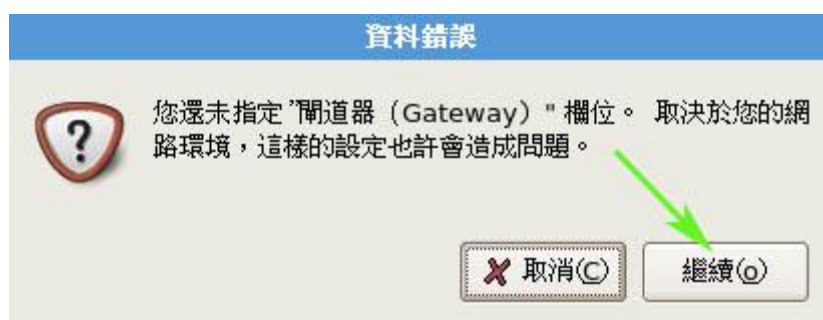 資料錯誤
您還未指定"閘道器（Gateway）"欄位。 取決於您的網
路環境，這樣的設定也許會造成問題。
取消(C)
繼續(o)